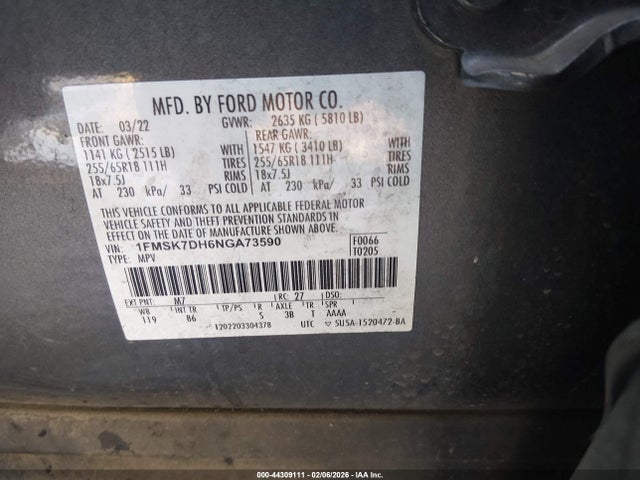 MFD. BY FORD MOTOR CO.
DATE: 03/22 GVWR: 2635 KG ( 5810 LB)
FRONT GAWR: REAR GAWR:
1141 KG ( 2515 LB) WITH 1547 KG ( 3410 LB) WITH
255/65R18 111H TIRES 255/65R18 111H TIRES
18x7.5J RIMS 18x7.5J RIMS
AT 230 kPa/ 33 PSI COLD AT 230 kPa/ 33 PSI COLD
THIS VEHICLE CONFORMS TO ALL APPLICABLE FEDERAL MOTOR
VEHICLE SAFETY AND THEFT PREVENTION STANDARDS IN
EFFECT ON THE DATE OF MANUFACTURE SHOWN ABOVE.
VIN: 1FMSK7DH6NGA73590 F0066
TYPE: MPV T0205
EXT PNT: M7 RC: 27 DSO:
WB INT TR TP/PS R AXLE TR SPR
119 B6 S 3B T AAAA
1202203304378 UTC 5U5A-1520472-BA
000-44309111 - 02/06/2026 - IAA Inc.